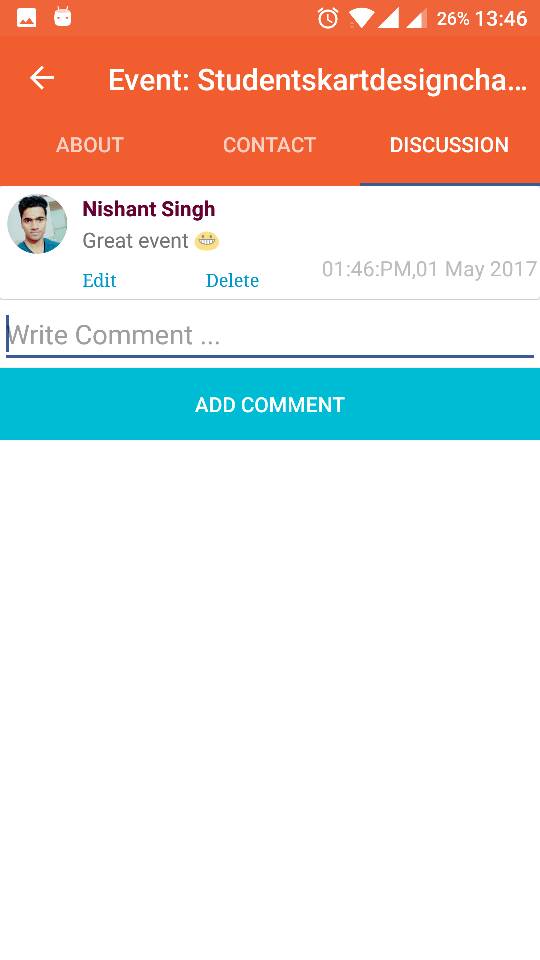 26% 13:46
Event: Studentskartdesigncha...
ABOUT CONTACT DISCUSSION
Nishant Singh
Great event 😀
01:46:PM,01 May 2017
Edit Delete
Write Comment ...
ADD COMMENT